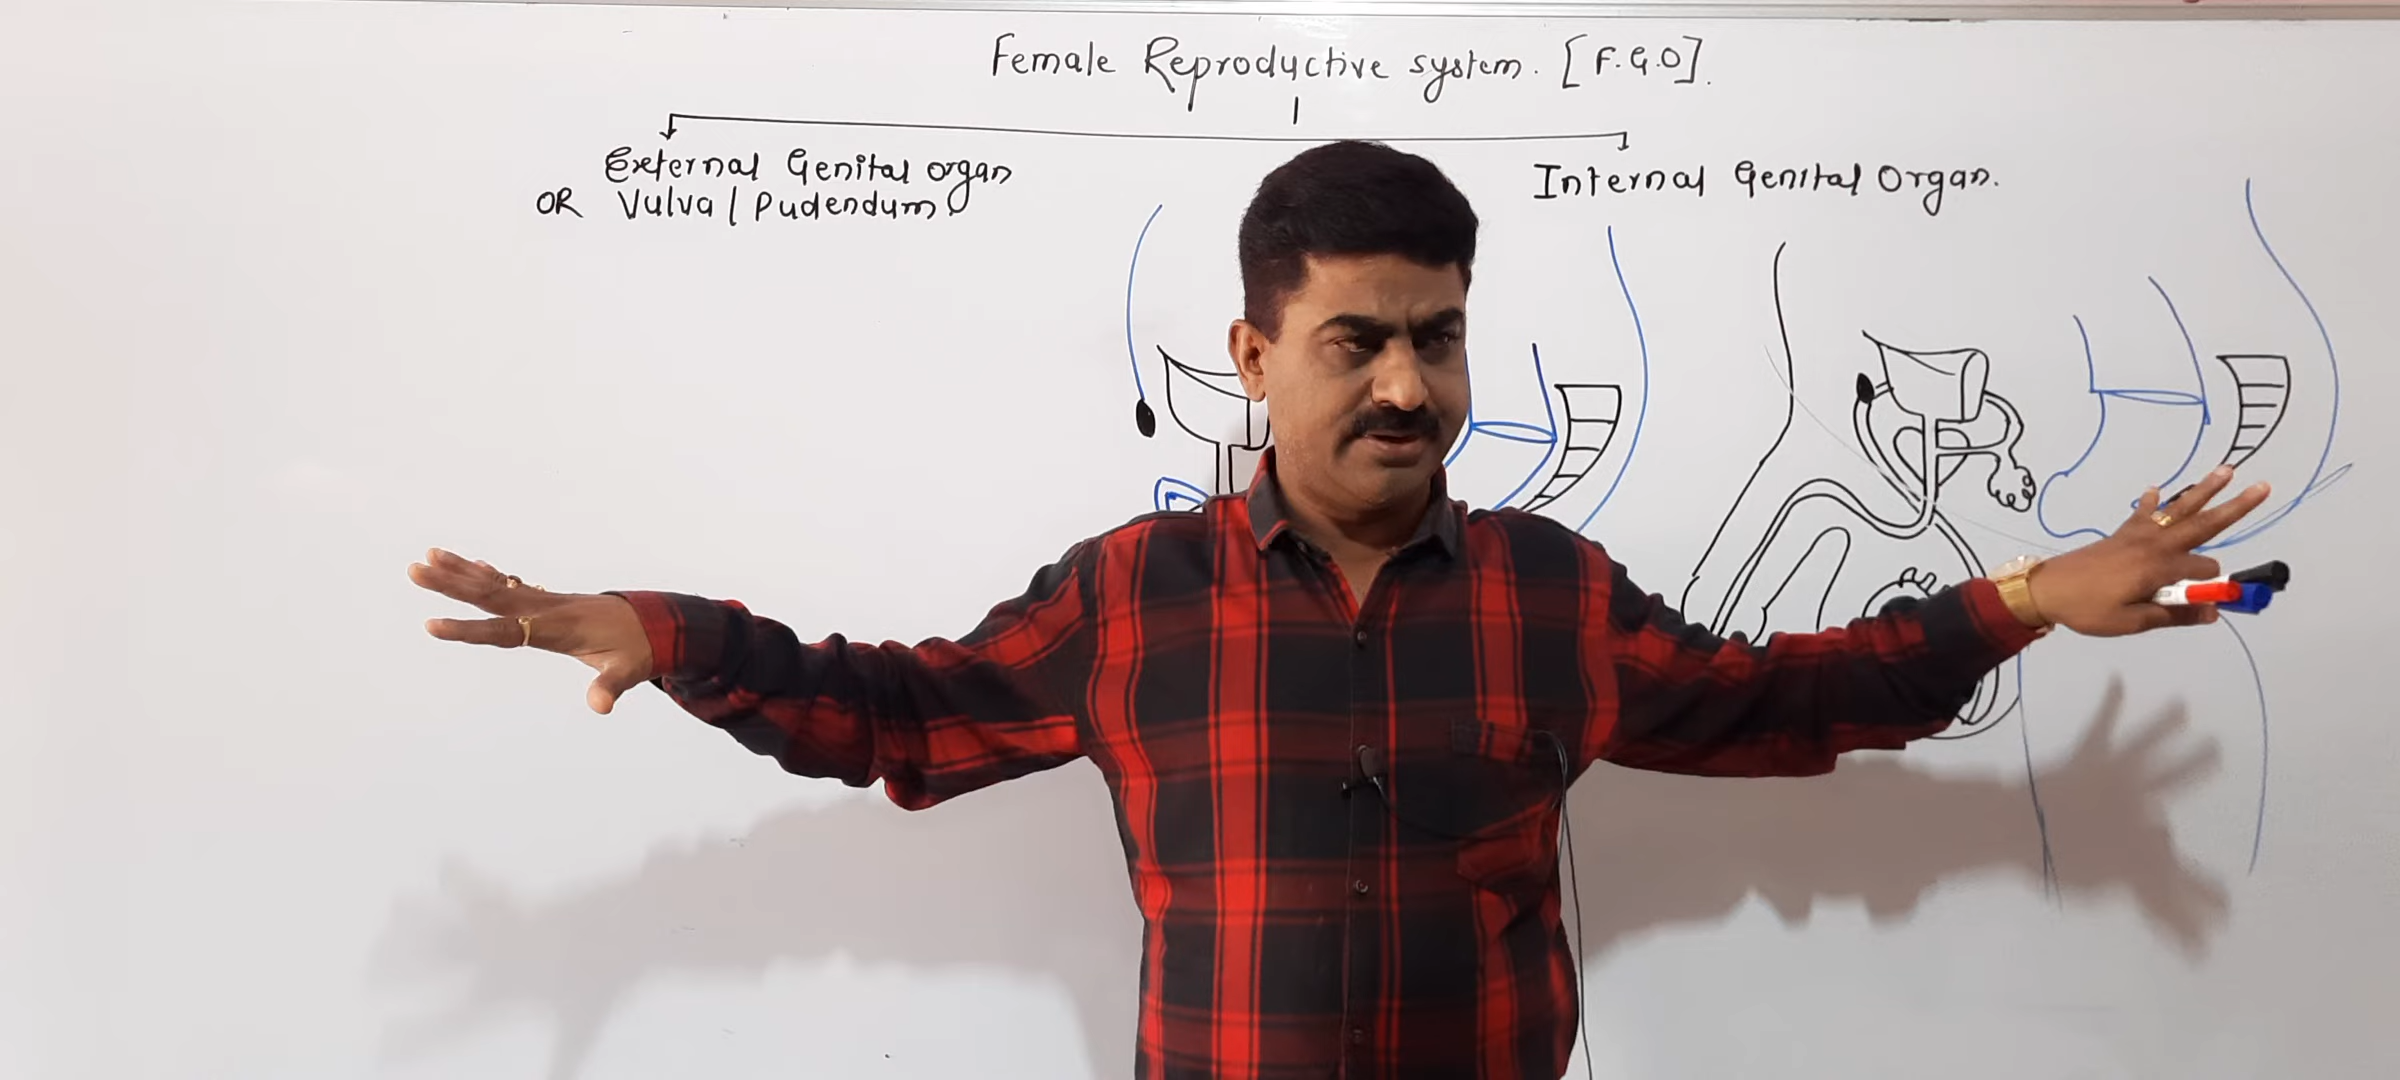 Female Reproductive system. [F.G.O].
External Genital organ
OR Vulva / Pudendum
Internal Genital Organ.